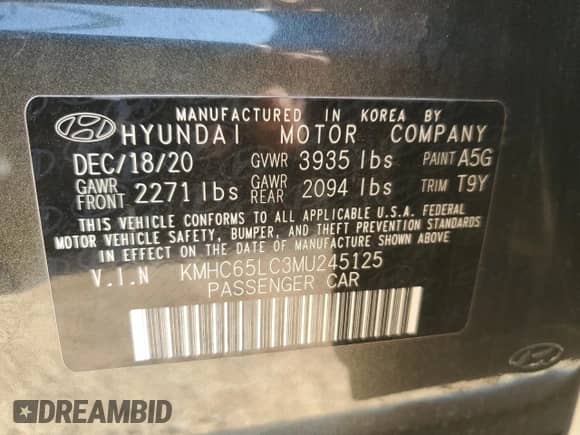 MANUFACTURED IN KOREA BY
HYUNDAI MOTOR COMPANY
DEC/18/20 GVWR 3935 lbs PAINT A5G
GAWR FRONT 2271 lbs GAWR REAR 2094 lbs TRIM T9Y
THIS VEHICLE CONFORMS TO ALL APPLICABLE U.S.A. FEDERAL
MOTOR VEHICLE SAFETY, BUMPER, AND THEFT PREVENTION STANDARDS
IN EFFECT ON THE DATE OF MANUFACTURE SHOWN ABOVE.
V.I.N KMHC65LC3MU245125
PASSENGER CAR
DREAMBID